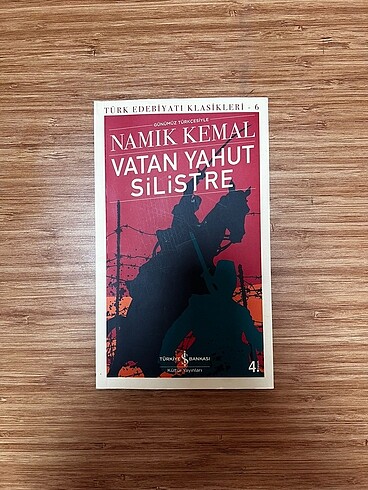 TÜRK EDEBİYATI KLASİKLERİ - 6
GÜNÜMÜZ TÜRKÇESİYLE
NAMIK KEMAL
VATAN YAHUT
SİLİSTRE
TÜRKİYE İŞ BANKASI
Kültür Yayınları
4.